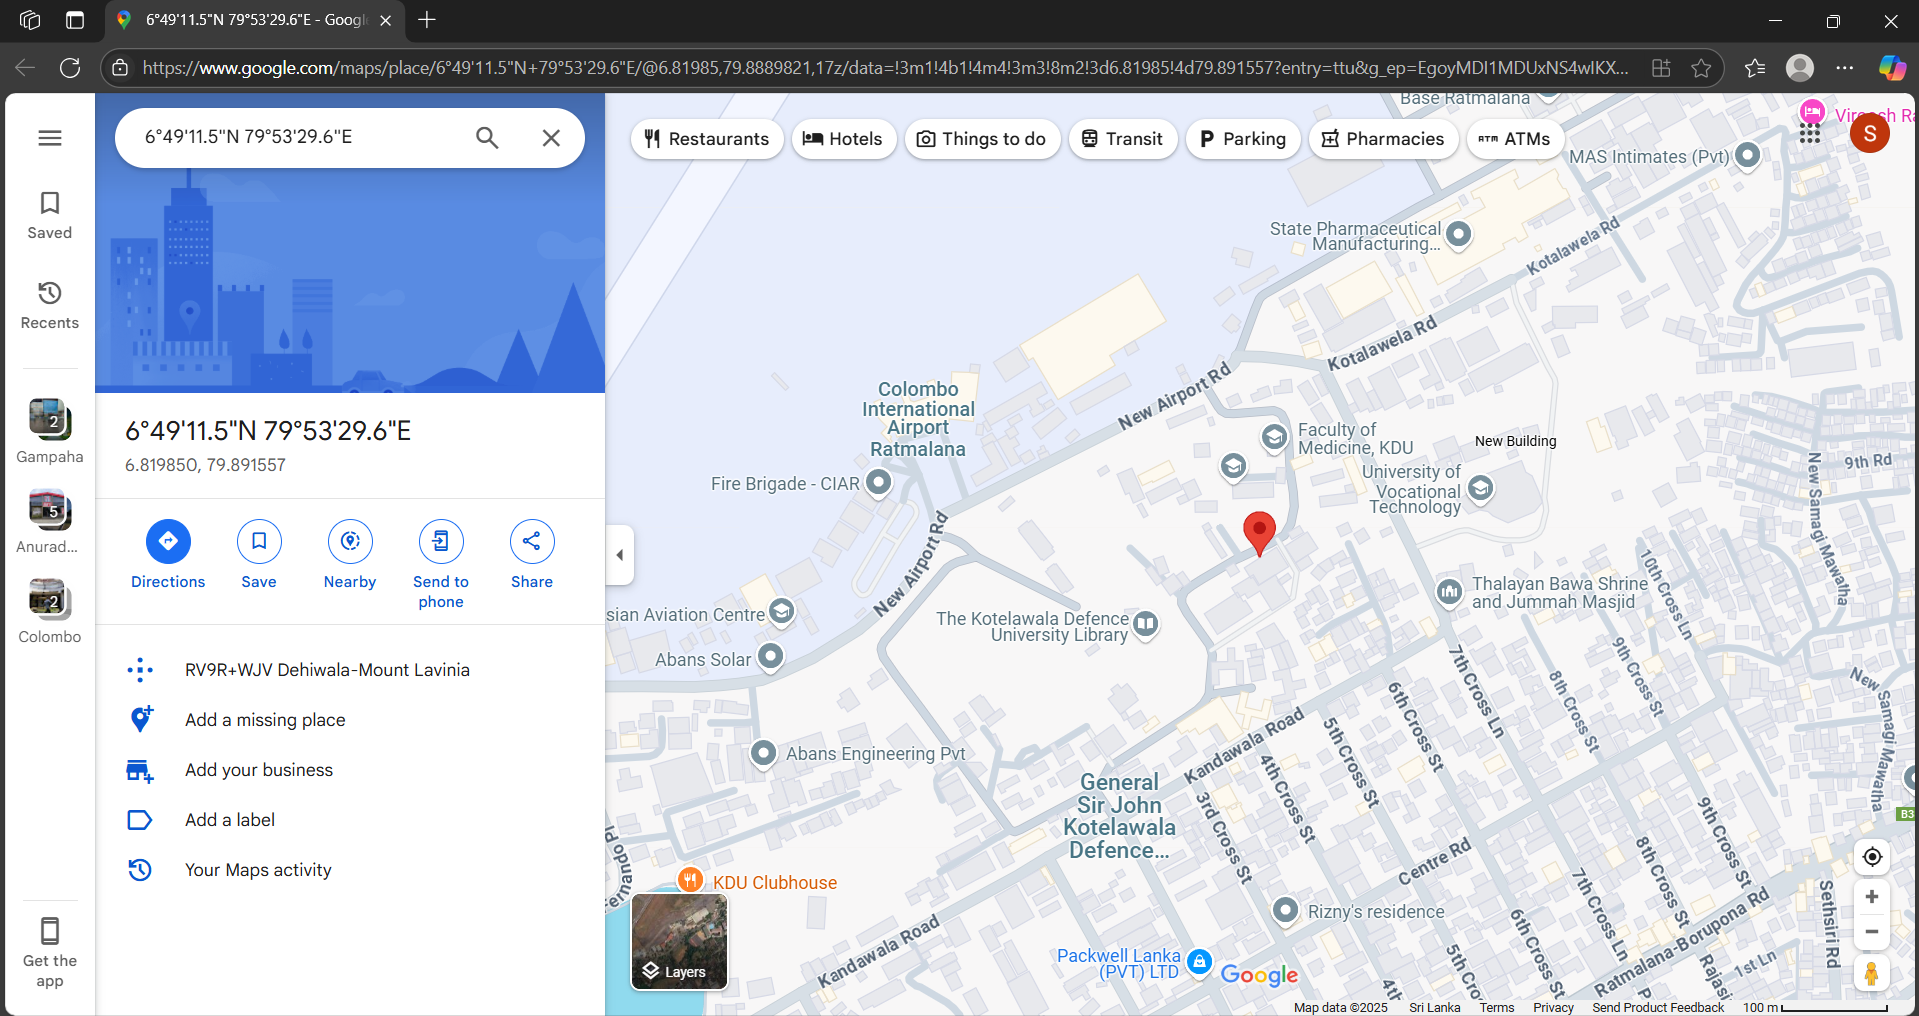 6°49'11.5"N 79°53'29.6"E - Googl
https://www.google.com/maps/place/6°49'11.5"N+79°53'29.6"E/@6.81985,79.8889821,17z/data=!3m1!4b1!4m4!3m3!8m2!3d6.81985!4d79.891557?entry=ttu&g_ep=EgoyMDI1MDUxNS4wIKX...
6°49'11.5"N 79°53'29.6"E
Saved
Recents
2
Gampaha
5
Anurad...
2
Colombo
Get the
app
6°49'11.5"N 79°53'29.6"E
6.819850, 79.891557
Directions
Save
Nearby
Send to
phone
Share
RV9R+WJV Dehiwala-Mount Lavinia
Add a missing place
Add your business
Add a label
Your Maps activity
Restaurants
Hotels
Things to do
Transit
Parking
Pharmacies
ATM ATMs
S
Base Ratmalana
MAS Intimates (Pvt)
State Pharmaceutical
Manufacturing...
Kotalawela Rd
Kotalawela Rd
New Airport Rd
Colombo
International
Airport
Ratmalana
Fire Brigade - CIAR
New Airport Rd
Faculty of
Medicine, KDU
New Building
University of
Vocational
Technology
9th Rd
New Samagi Mawatha
10th Cross Ln
Thalayan Bawa Shrine
and Jummah Masjid
sian Aviation Centre
The Kotelawala Defence
University Library
Abans Solar
7th Cross Ln
9th Cross St
8th Cross St
6th Cross St
5th Cross St
New Samagi Mawatha
Kandawala Road
Abans Engineering Pvt
General
Sir John
Kotelawala
Defence...
4th Cross St
3rd Cross St
B3
9th Cross St
8th Cross St
Centre Rd
7th Cross Ln
6th Cross St
KDU Clubhouse
Rizny's residence
Kandawala Road
Packwell Lanka
(PVT) LTD
Ratmalana-Borupona Rd
1st Ln
Sethsiri Rd
Layers
Google
Map data ©2025
Sri Lanka
Terms
Privacy
Send Product Feedback
100 m